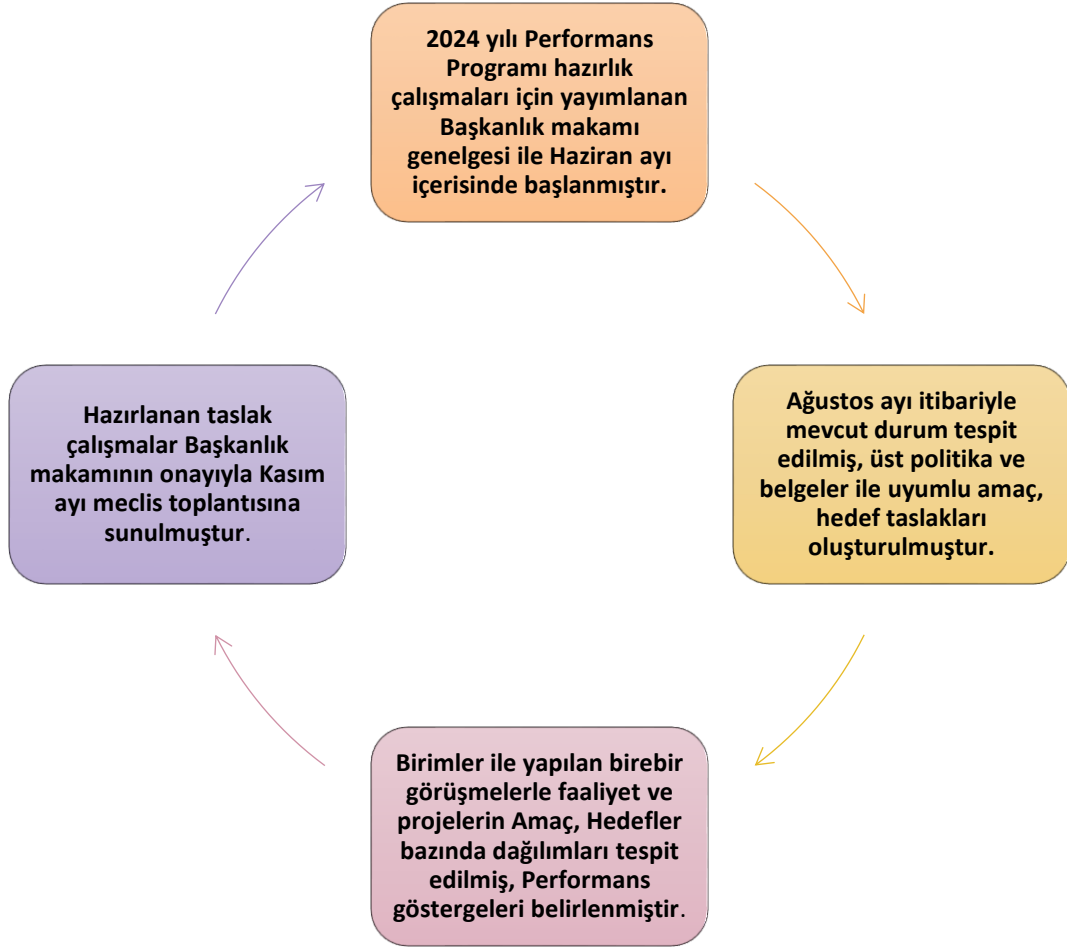 2024 yılı Performans
Programı hazırlık
çalışmaları için yayımlanan
Başkanlık makamı
genelgesi ile Haziran ayı
içerisinde başlanmıştır.
Ağustos ayı itibariyle
mevcut durum tespit
edilmiş, üst politika ve
belgeler ile uyumlu amaç,
hedef taslakları
oluşturulmuştur.
Birimler ile yapılan birebir
görüşmelerle faaliyet ve
projelerin Amaç, Hedefler
bazında dağılımları tespit
edilmiş, Performans
göstergeleri belirlenmiştir.
Hazırlanan taslak
çalışmalar Başkanlık
makamının onayıyla Kasım
ayı meclis toplantısına
sunulmuştur.